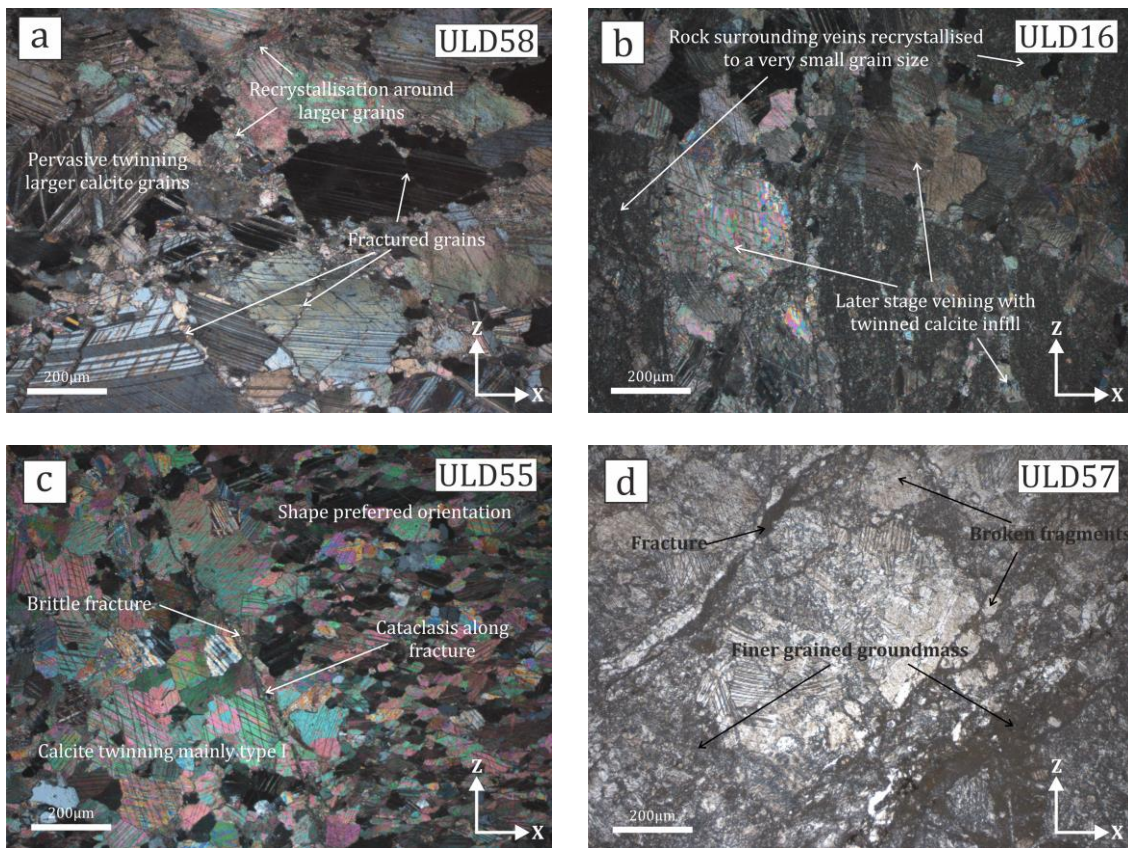 a
ULD58
Recrystallisation around
larger grains
Pervasive twinning
larger calcite grains
Fractured grains
200µm
Z
X
b
ULD16
Rock surrounding veins recrystallised
to a very small grain size
Later stage veining with
twinned calcite infill
200µm
Z
X
c
ULD55
Shape preferred orientation
Brittle fracture
Cataclasis along
fracture
Calcite twinning mainly type I
200µm
Z
X
d
ULD57
Fracture
Broken fragments
Finer grained groundmass
200µm
Z
X